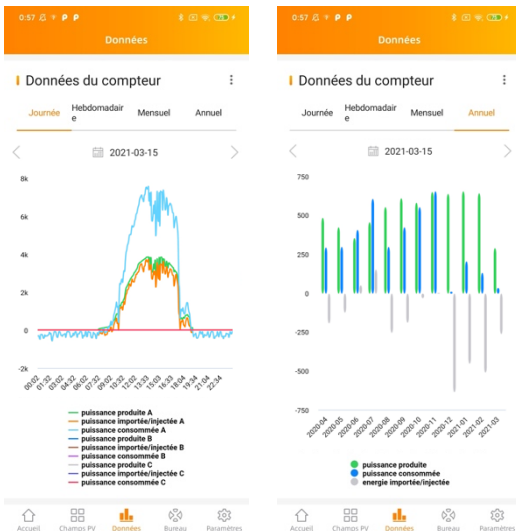 0:57
P P
78
Données
Données du compteur
Journée
Hebdomadair
e
Mensuel
Annuel
2021-03-15
8k
6k
4k
2k
0
-2k
00:02 01:32 03:02 04:32 06:02 07:32 09:02 10:32 12:02 13:33 15:03 16:33 18:04 19:34 21:04 22:34
puissance produite A
puissance importée/injectée A
puissance consommée A
puissance produite B
puissance importée/injectée B
puissance consommée B
puissance produite C
puissance importée/injectée C
puissance consommée C
Accueil
Champs PV
Données
Bureau
Paramètres
0:57
P P
78
Données
Données du compteur
Journée
Hebdomadair
e
Mensuel
Annuel
2021-03-15
750
500
250
0
-250
-500
-750
2020-04 2020-05 2020-06 2020-07 2020-08 2020-09 2020-10 2020-11 2020-12 2021-01 2021-02 2021-03
puissance produite
puissance consommée
energie importée/injectée
Accueil
Champs PV
Données
Bureau
Paramètres